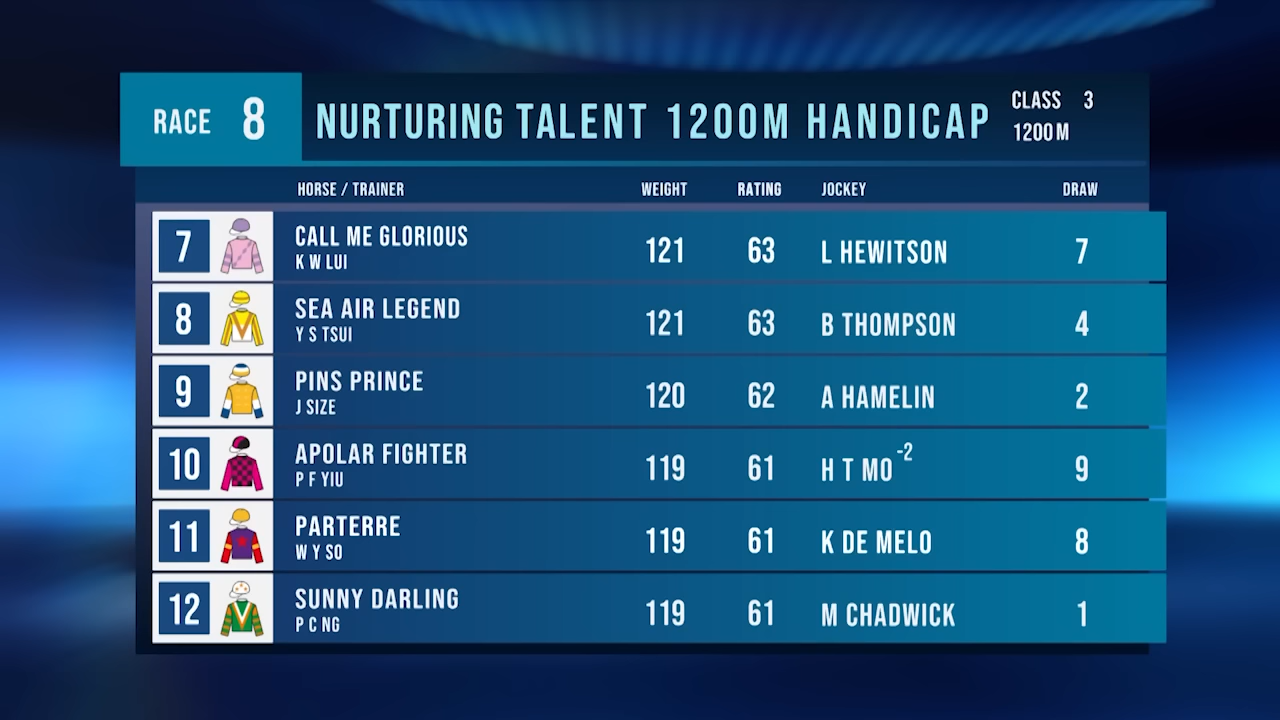 RACE 8 NURTURING TALENT 1200M HANDICAP CLASS 3
1200 M
HORSE / TRAINER WEIGHT RATING JOCKEY DRAW
7 CALL ME GLORIOUS 121 63 L HEWITSON 7
K W LUI
8 SEA AIR LEGEND 121 63 B THOMPSON 4
Y S TSUI
9 PINS PRINCE 120 62 A HAMELIN 2
J SIZE
10 APOLAR FIGHTER 119 61 H T MO -2 9
P F YIU
11 PARTERRE 119 61 K DE MELO 8
W Y SO
12 SUNNY DARLING 119 61 M CHADWICK 1
P C NG